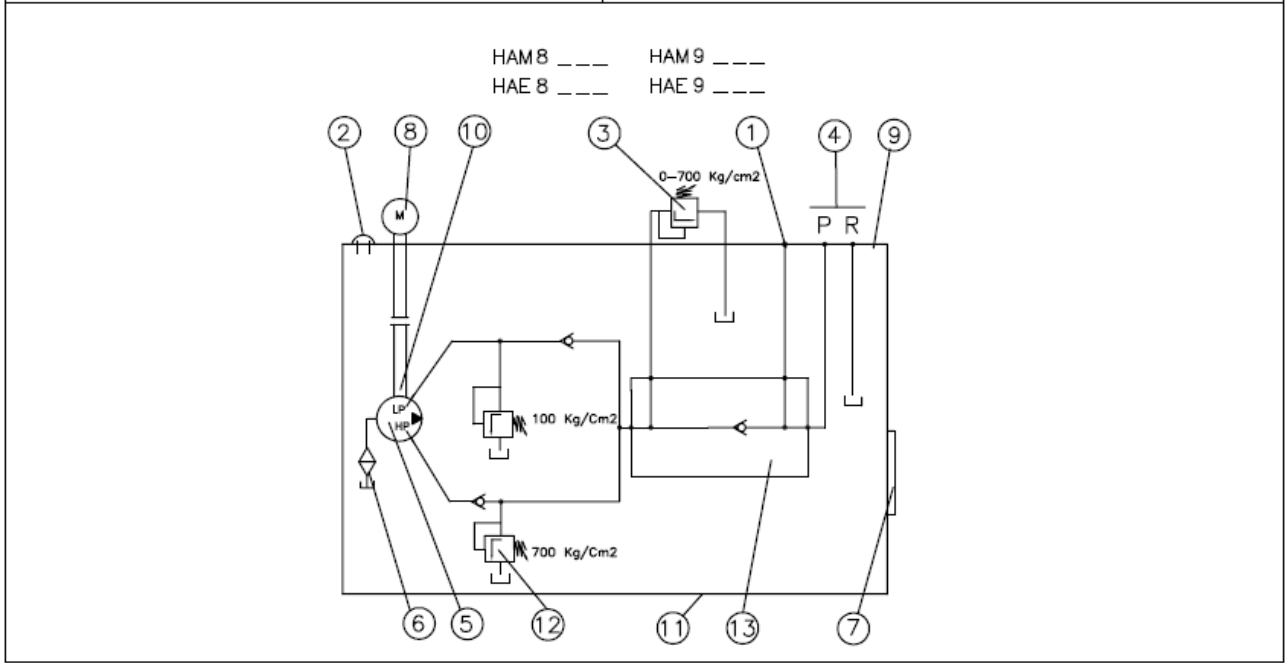 HAM 8 _ _ _ HAM 9 _ _ _
HAE 8 _ _ _ HAE 9 _ _ _
2 8 10 3 1 4 9
0-700 Kg/cm2
M
P R
LP
HP
100 Kg/Cm2
700 Kg/Cm2
6 5 12 11 13 7